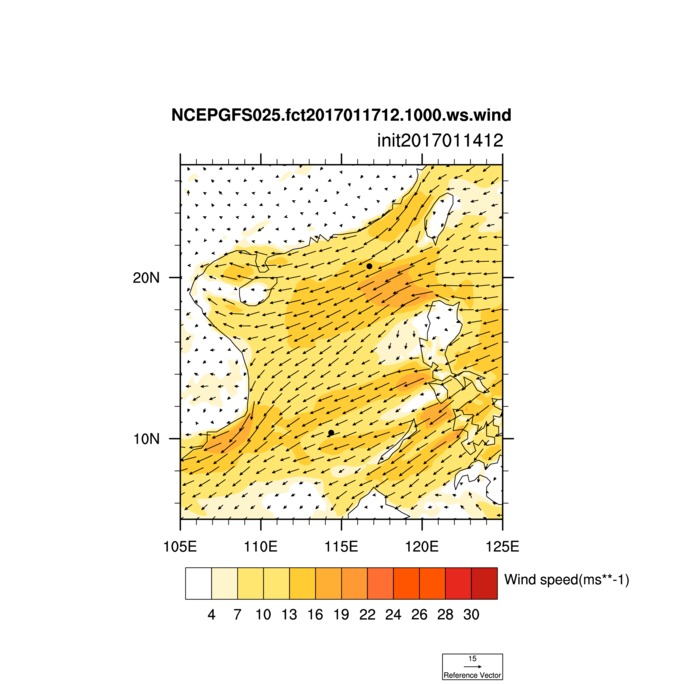 NCEPGFS025.fct2017011712.1000.ws.wind
init2017011412
20N
10N
105E 110E 115E 120E 125E
Wind speed(ms**-1)
4 7 10 13 16 19 22 24 26 28 30
15
Reference Vector